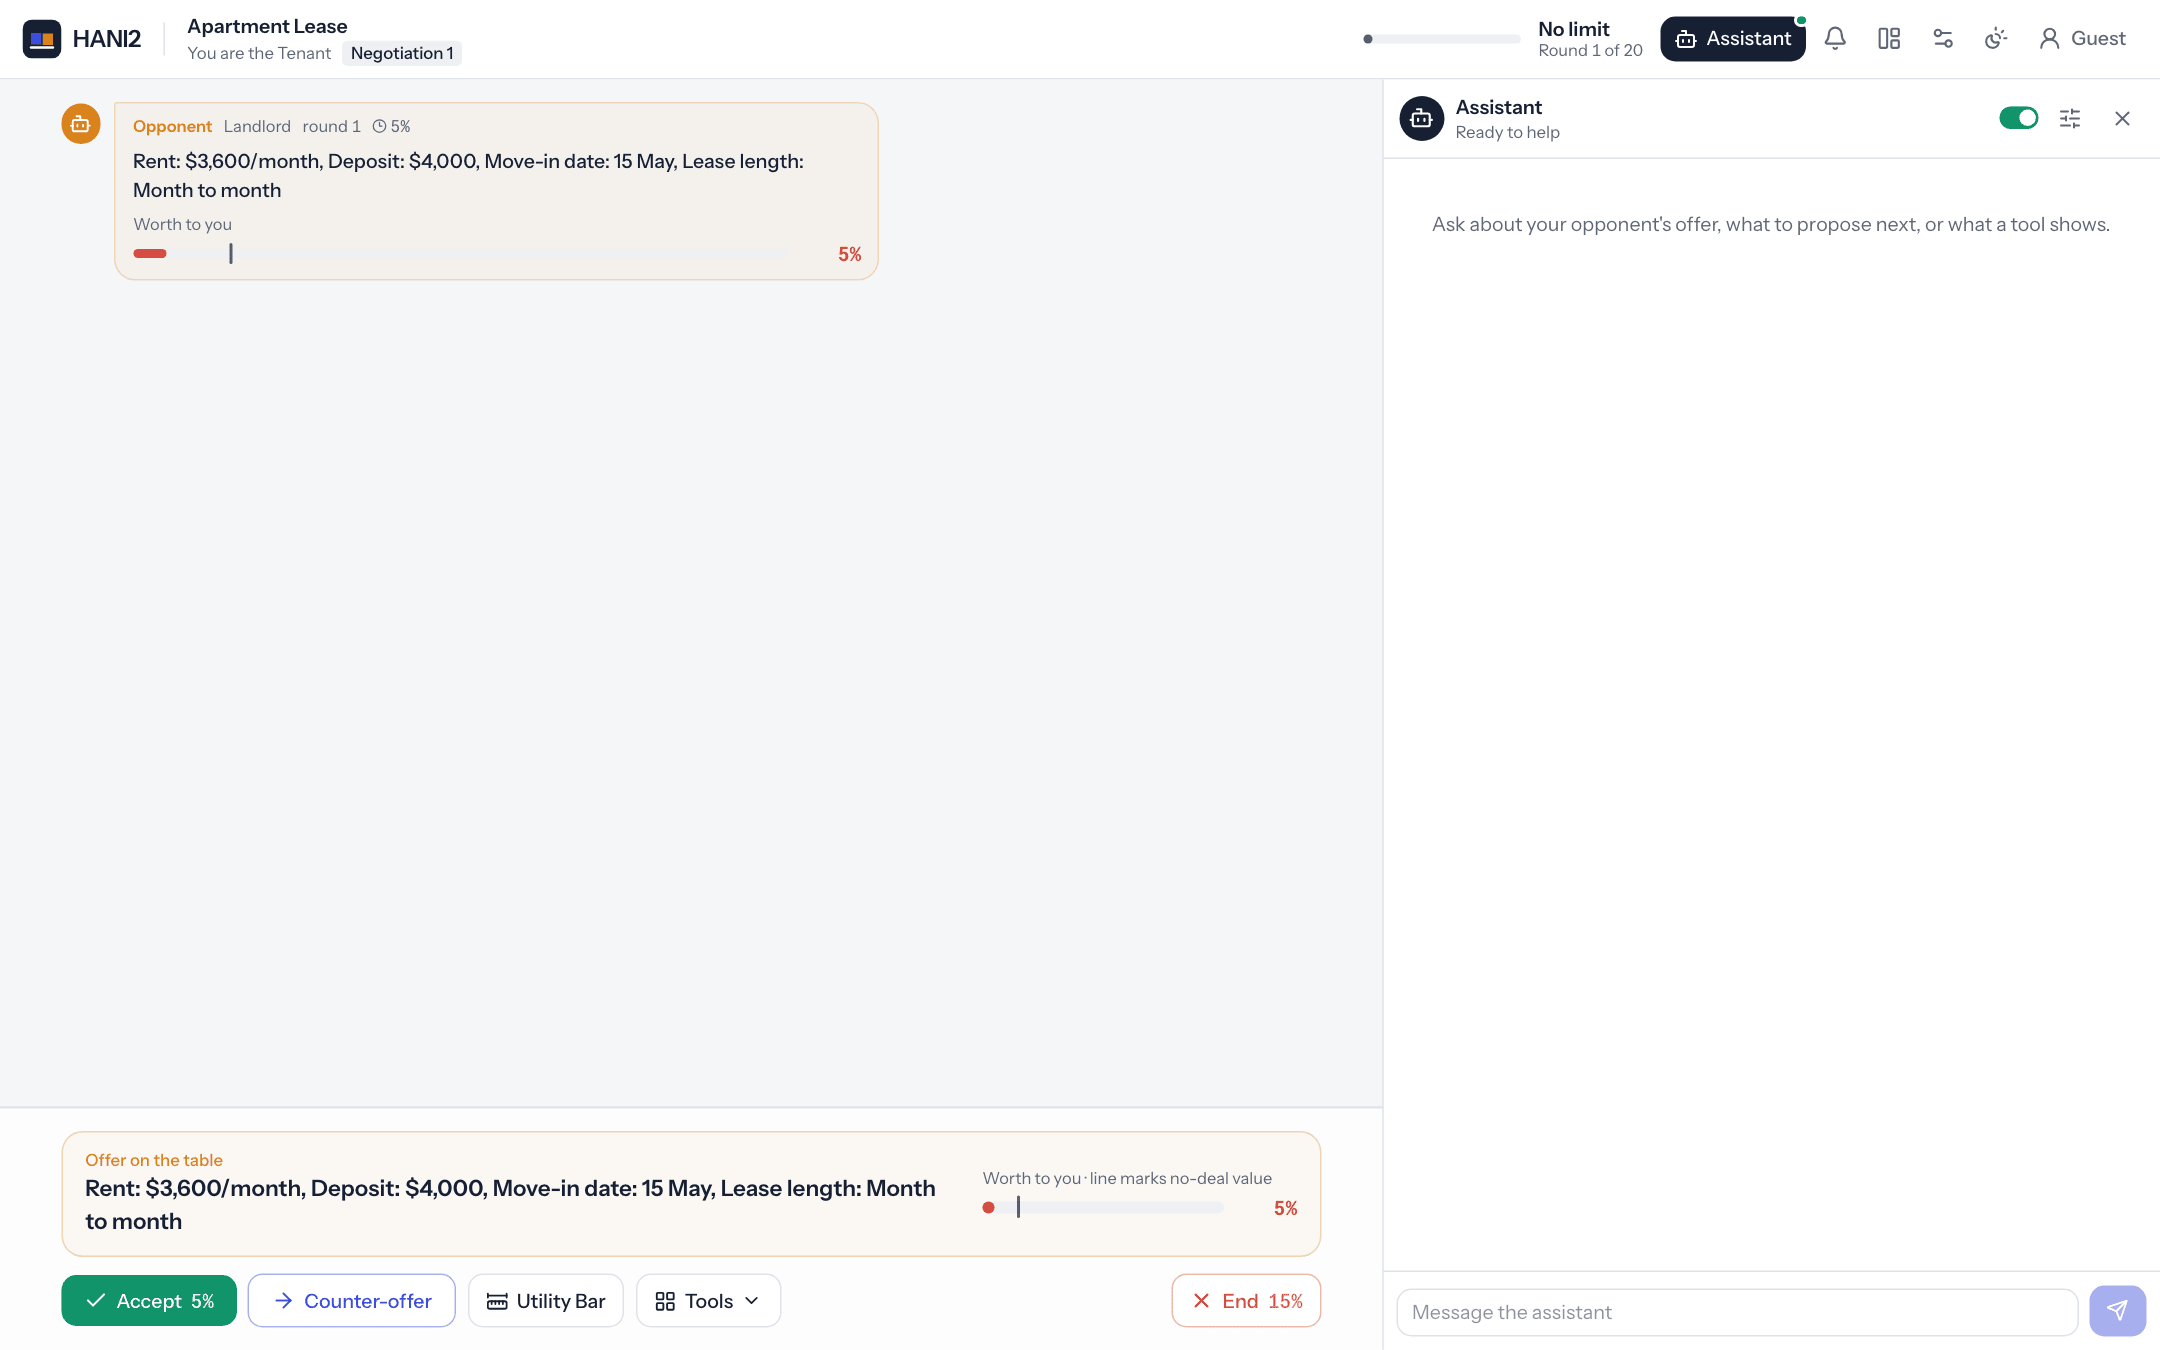 HANI2
Apartment Lease
You are the Tenant Negotiation 1
No limit
Round 1 of 20
Assistant
Guest
Opponent Landlord round 1 5%
Rent: $3,600/month, Deposit: $4,000, Move-in date: 15 May, Lease length:
Month to month
Worth to you
5%
Offer on the table
Rent: $3,600/month, Deposit: $4,000, Move-in date: 15 May, Lease length: Month
to month
Worth to you · line marks no-deal value
5%
Accept 5%
Counter-offer
Utility Bar
Tools
End 15%
Assistant
Ready to help
Ask about your opponent's offer, what to propose next, or what a tool shows.
Message the assistant